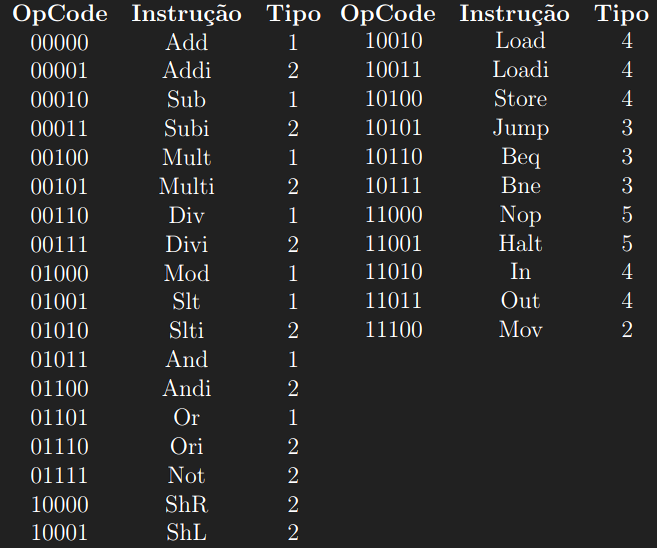 OpCode Instrução Tipo OpCode Instrução Tipo
00000 Add 1 10010 Load 4
00001 Addi 2 10011 Loadi 4
00010 Sub 1 10100 Store 4
00011 Subi 2 10101 Jump 3
00100 Mult 1 10110 Beq 3
00101 Multi 2 10111 Bne 3
00110 Div 1 11000 Nop 5
00111 Divi 2 11001 Halt 5
01000 Mod 1 11010 In 4
01001 Slt 1 11011 Out 4
01010 Slti 2 11100 Mov 2
01011 And 1
01100 Andi 2
01101 Or 1
01110 Ori 2
01111 Not 2
10000 ShR 2
10001 ShL 2